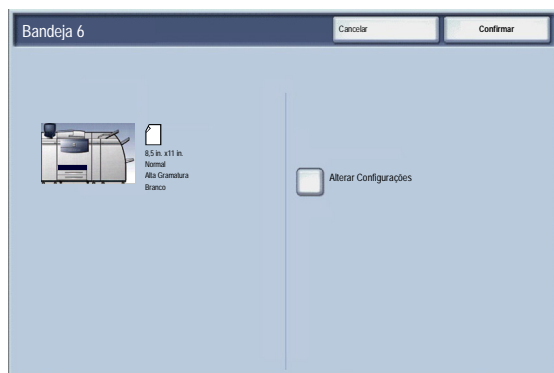 Bandeja 6
Cancelar
Confirmar
8,5 in. x11 in.
Normal
Alta Gramatura
Branco
Alterar Configurações